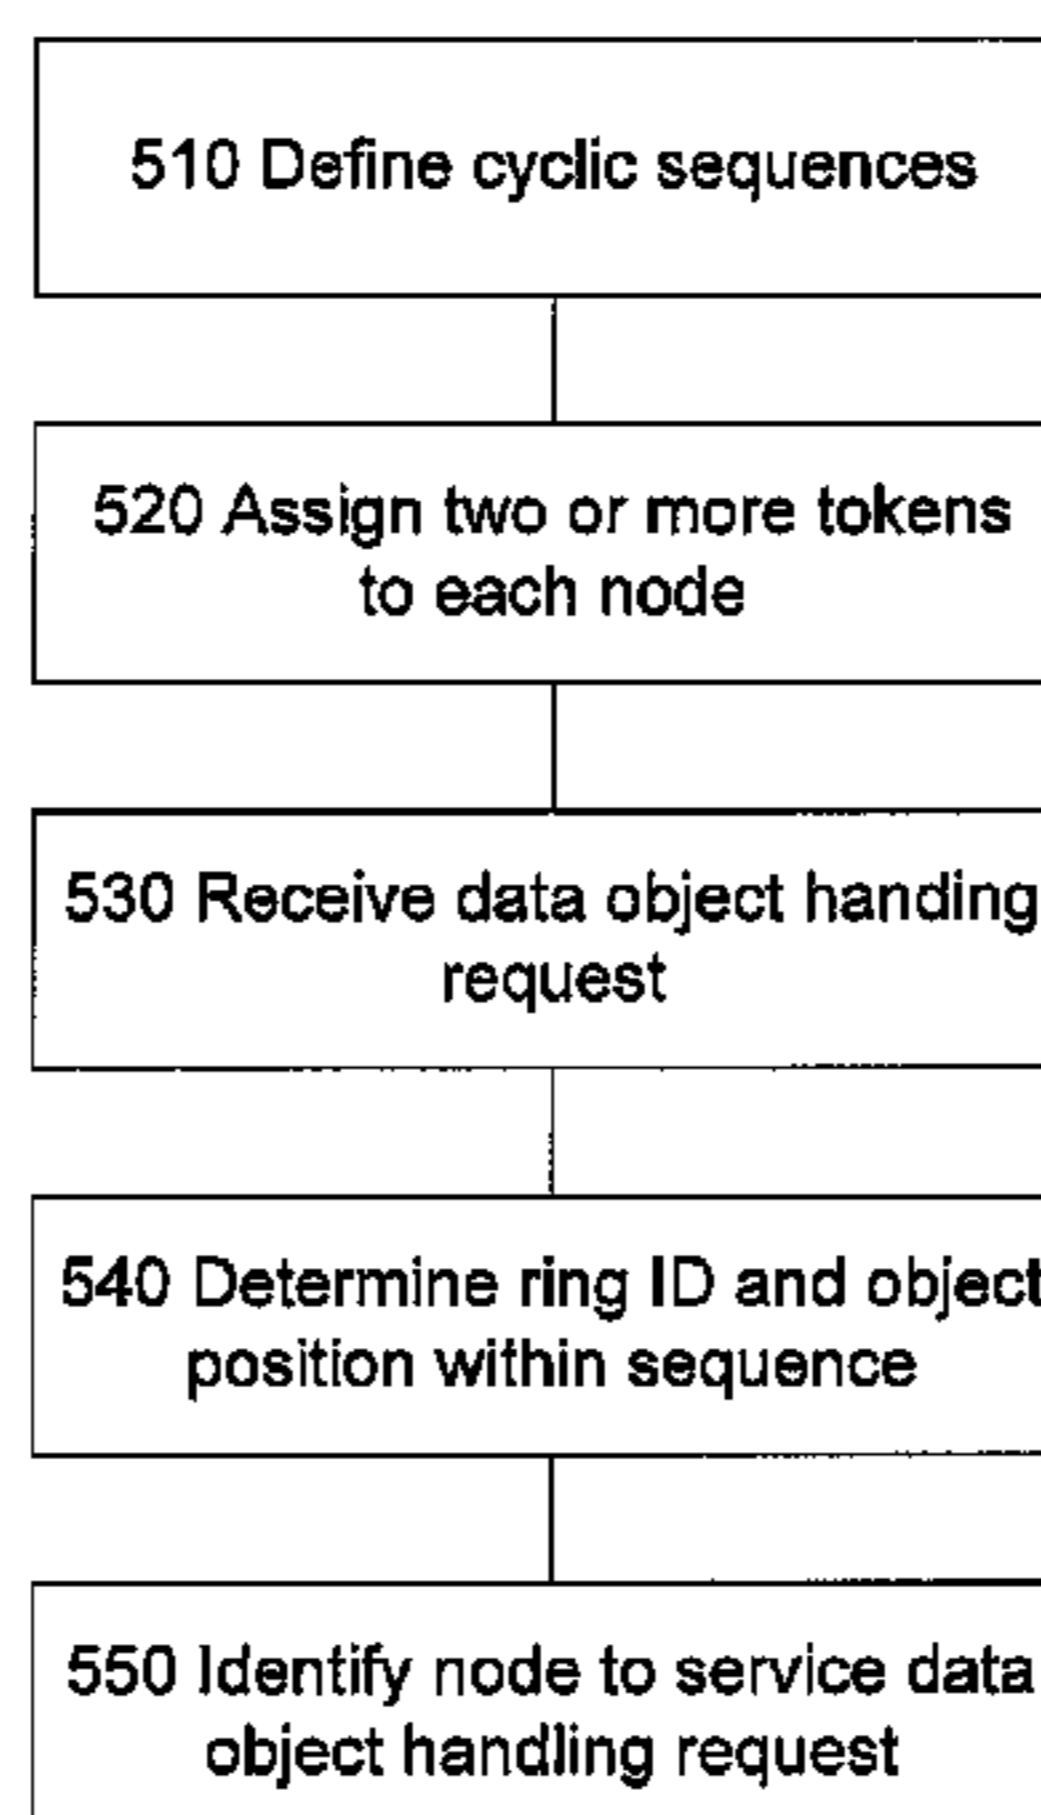 510 Define cyclic sequences
520 Assign two or more tokens
to each node
530 Receive data object handing
request
540 Determine ring ID and object
position within sequence
550 Identify node to service data
object handling request